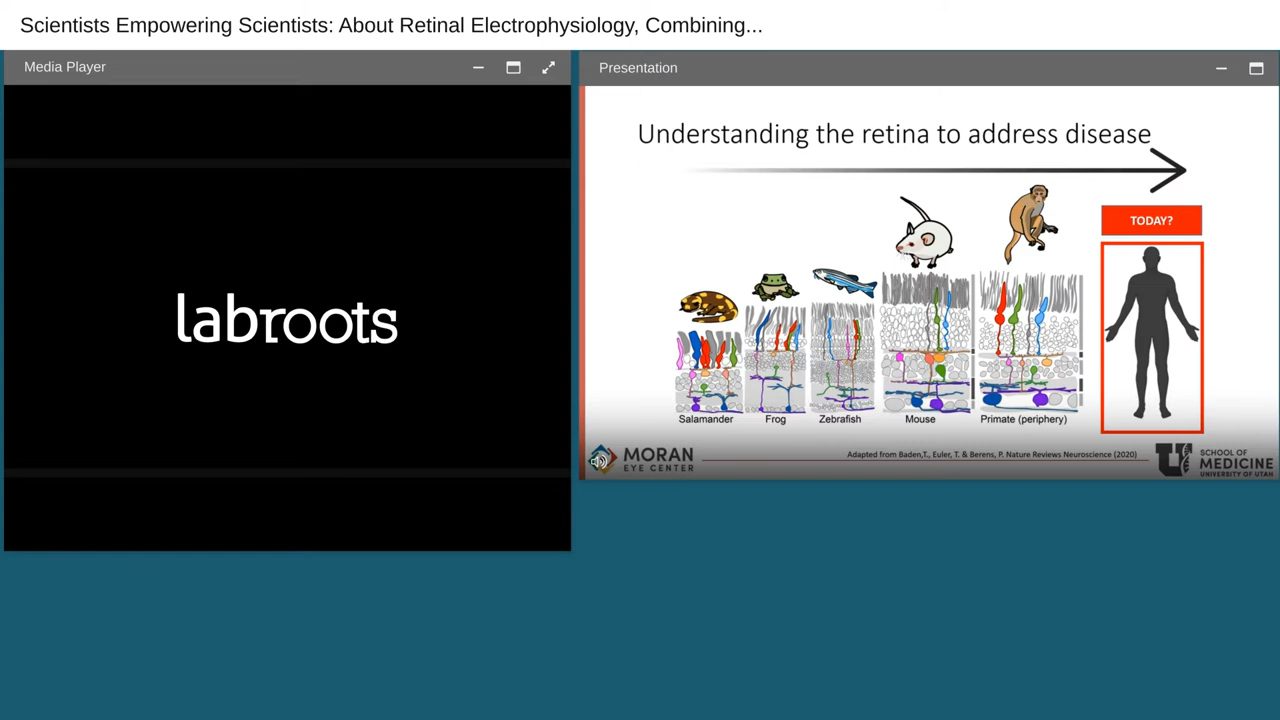 Scientists Empowering Scientists: About Retinal Electrophysiology, Combining...
Media Player
labroots
Presentation
Understanding the retina to address disease
TODAY?
Salamander
Frog
Zebrafish
Mouse
Primate (periphery)
MORAN
EYE CENTER
Adapted from Baden,T., Euler, T. & Berens, P. Nature Reviews Neuroscience (2020)
U
SCHOOL OF
MEDICINE
UNIVERSITY OF UTAH